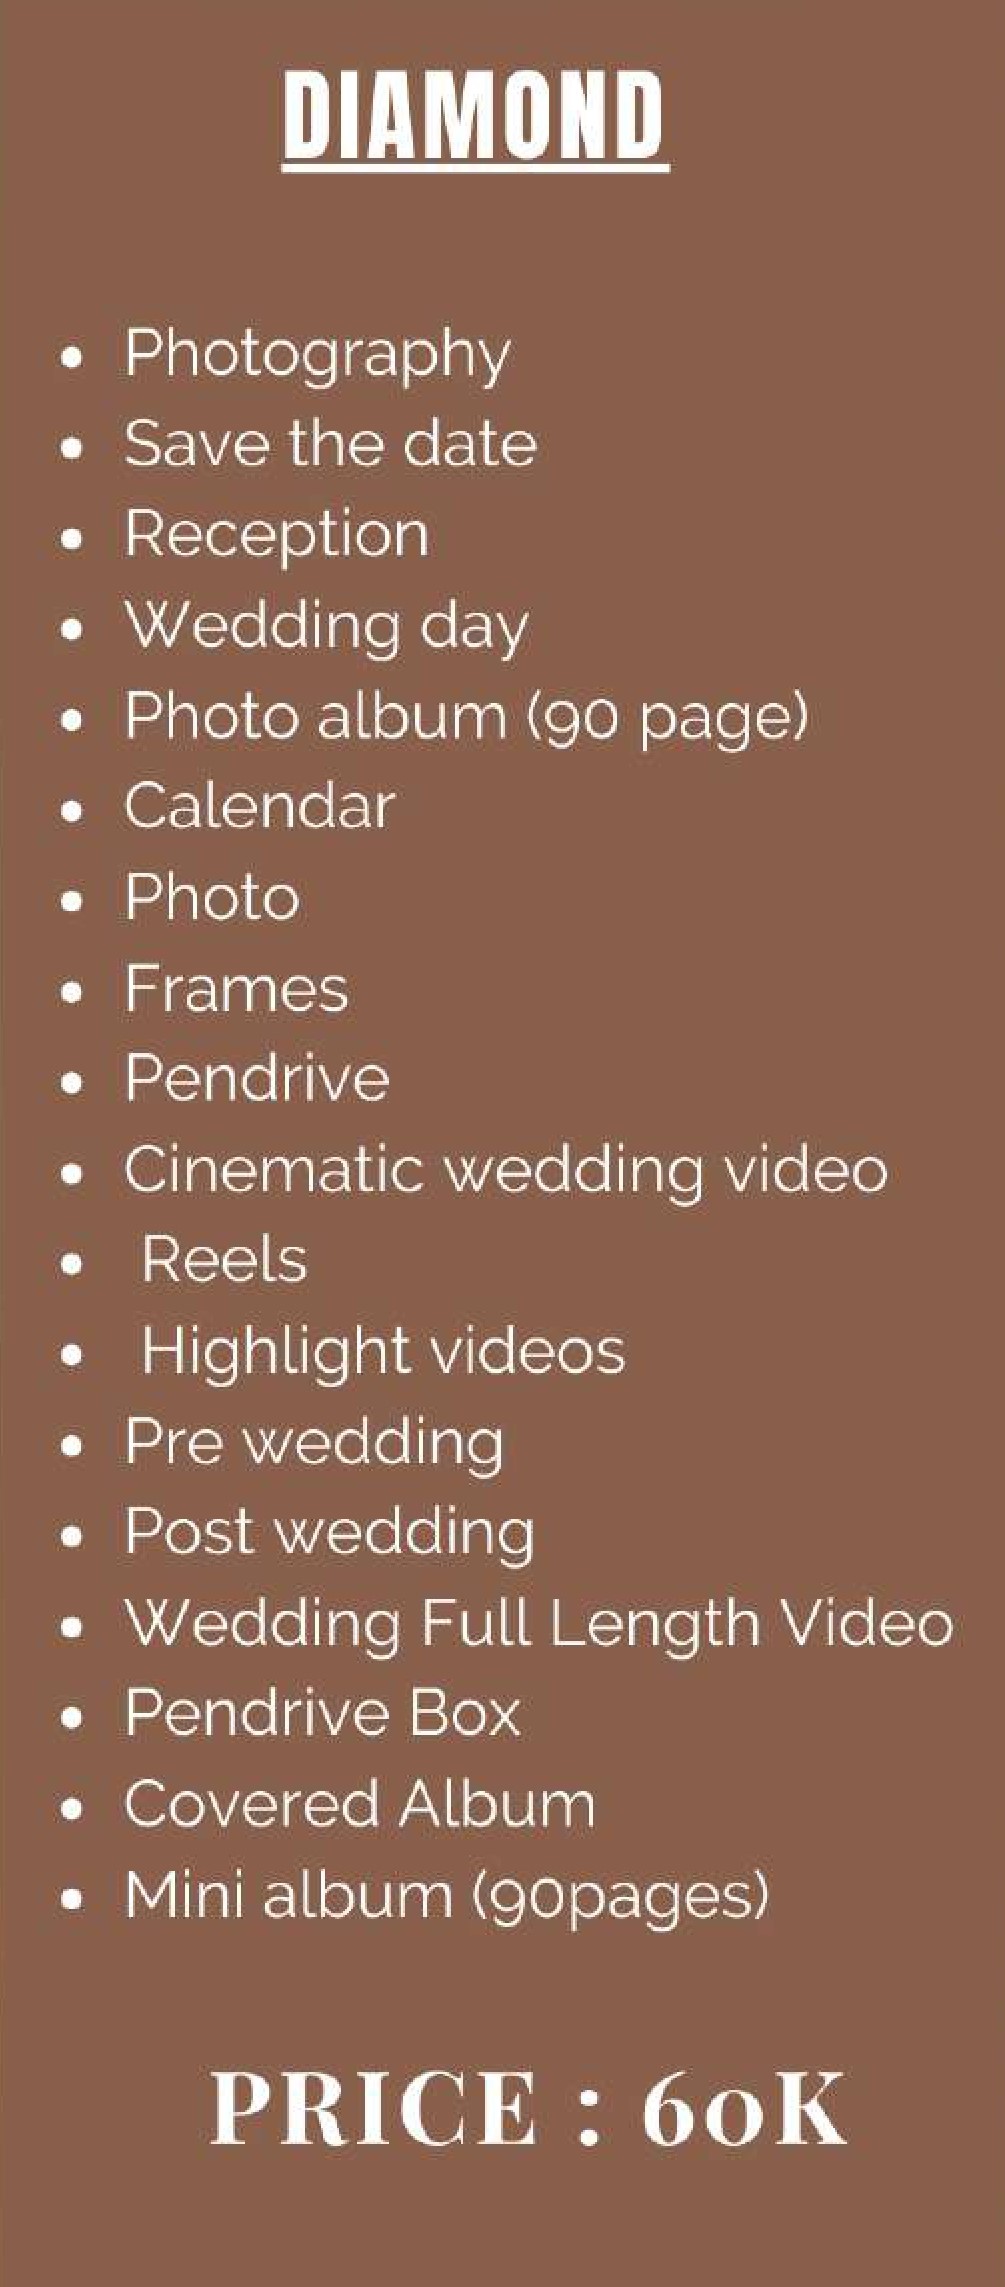 DIAMOND
• Photography
• Save the date
• Reception
• Wedding day
• Photo album (90 page)
• Calendar
• Photo
• Frames
• Pendrive
• Cinematic wedding video
• Reels
• Highlight videos
• Pre wedding
• Post wedding
• Wedding Full Length Video
• Pendrive Box
• Covered Album
• Mini album (90pages)
PRICE : 60K